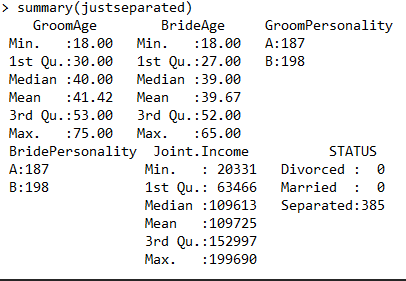 > summary(justseparated)
    GroomAge        BrideAge     GroomPersonality
 Min.   :18.00   Min.   :18.00   A:187
 1st Qu.:30.00   1st Qu.:27.00   B:198
 Median :40.00   Median :39.00
 Mean   :41.42   Mean   :39.67
 3rd Qu.:53.00   3rd Qu.:52.00
 Max.   :75.00   Max.   :65.00
 BridePersonality  Joint.Income          STATUS
 A:187            Min.   : 20331   Divorced :  0
 B:198            1st Qu.: 63466   Married  :  0
                  Median :109613   Separated:385
                  Mean   :109725
                  3rd Qu.:152997
                  Max.   :199690